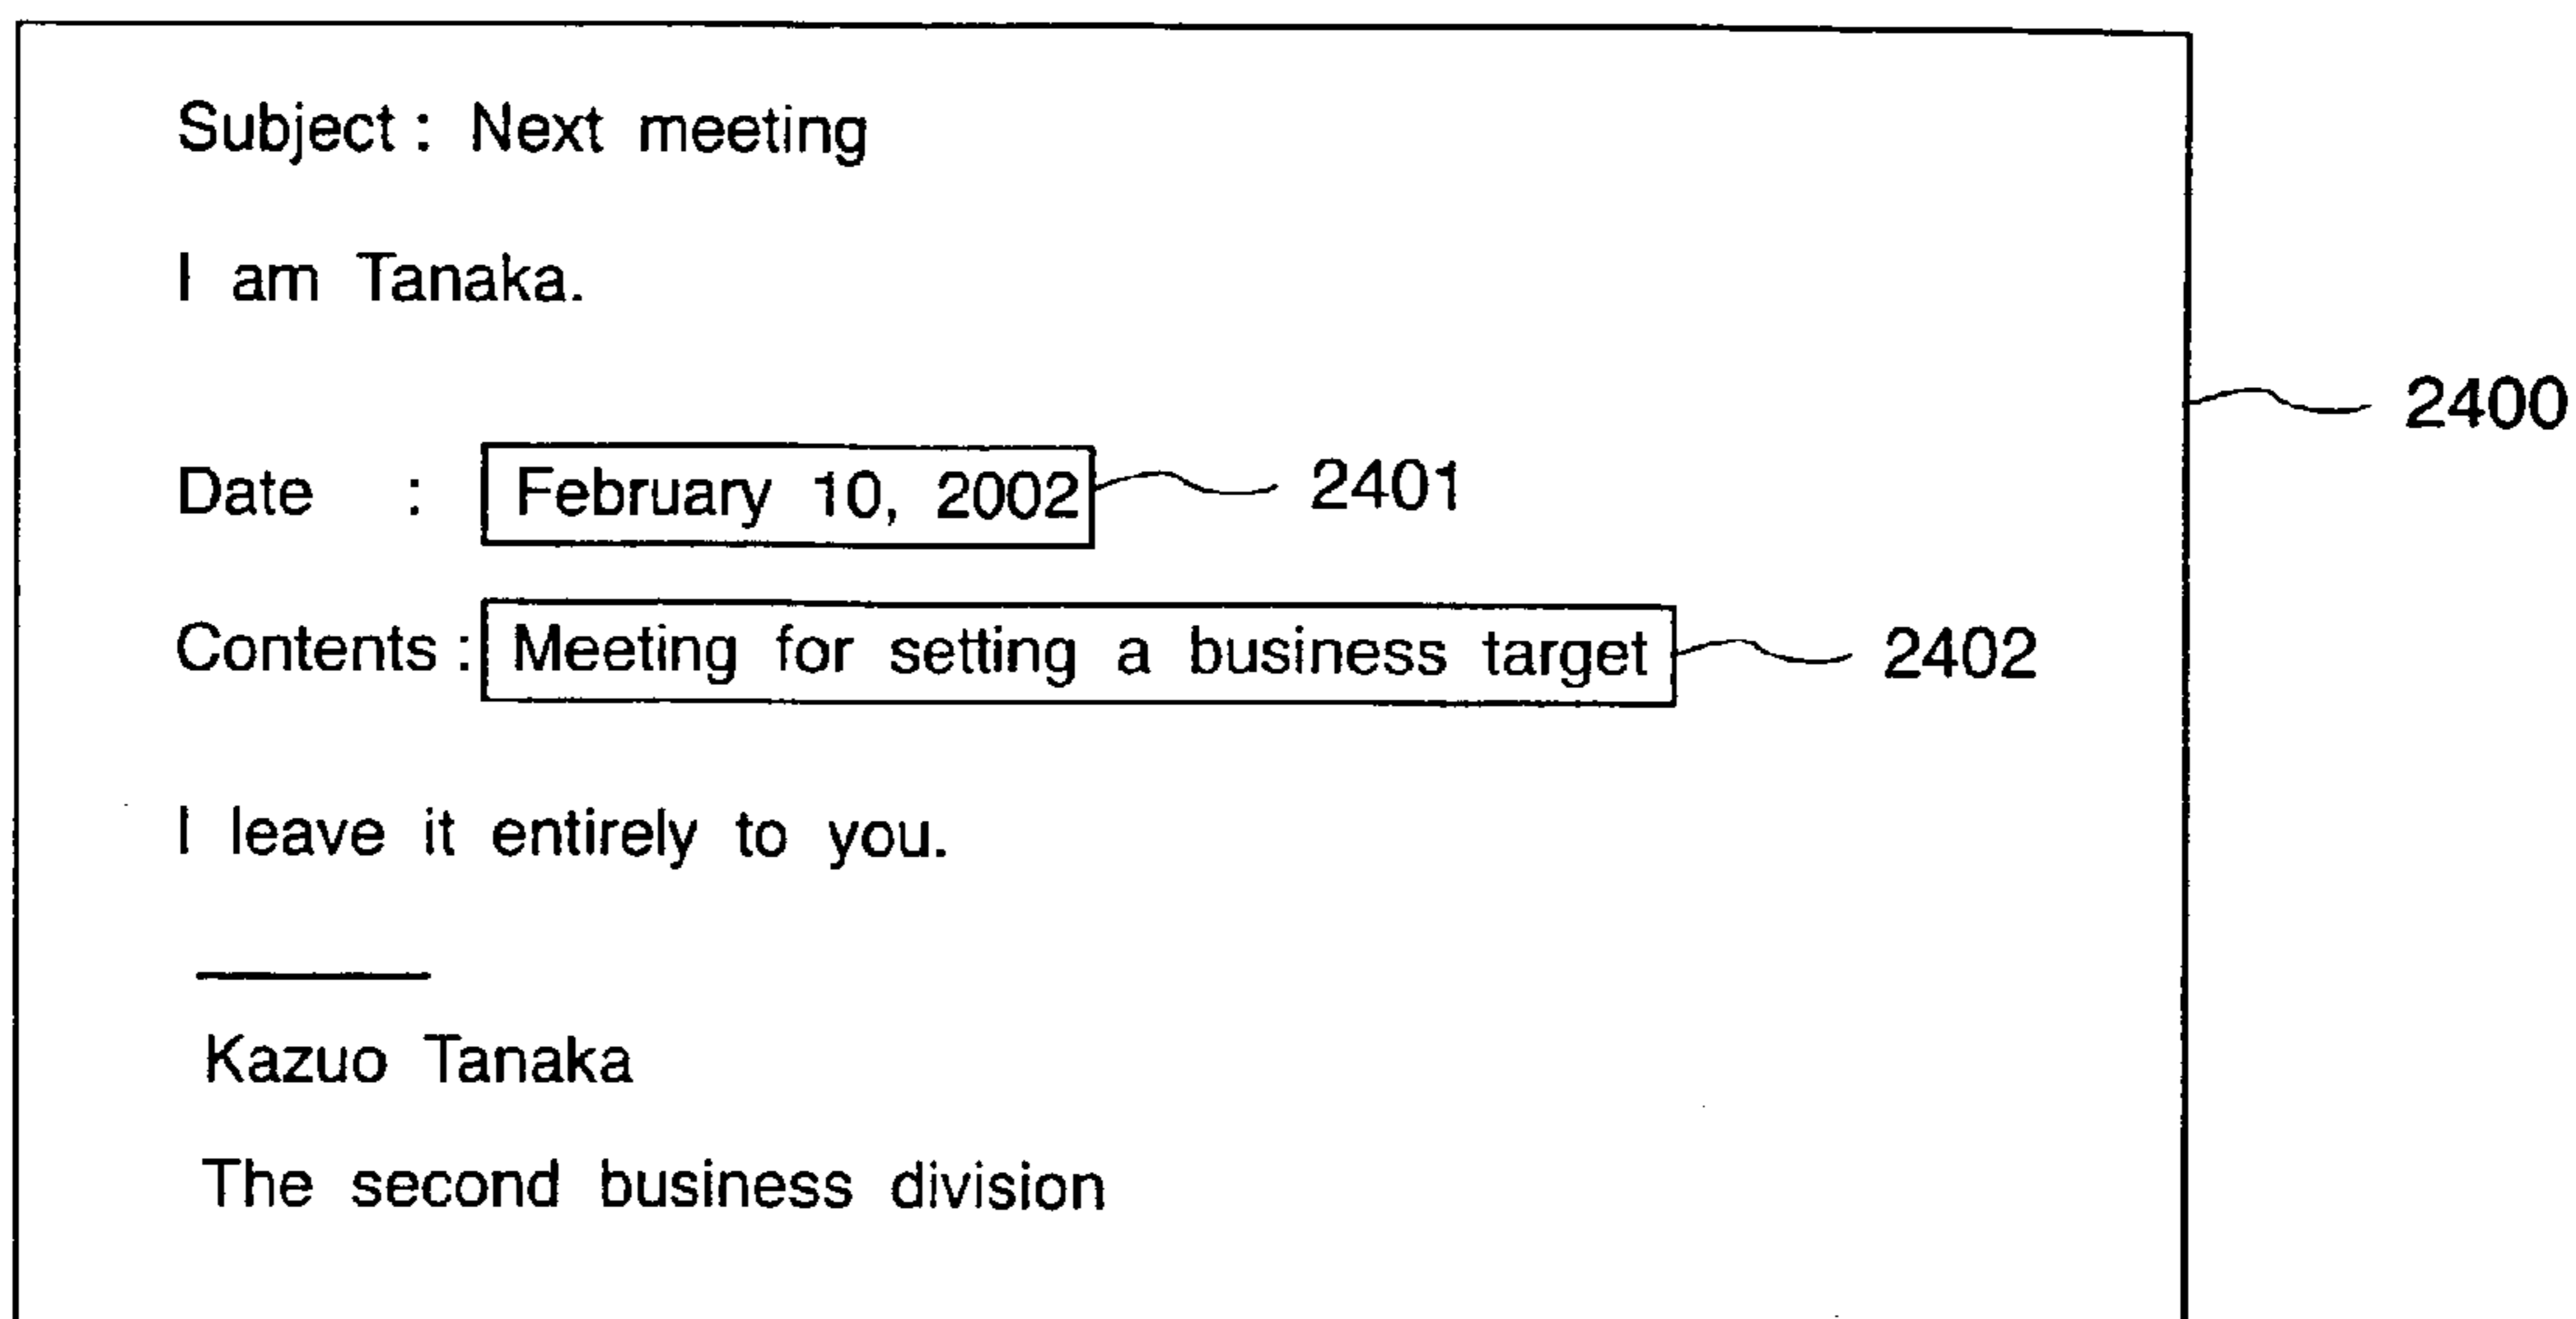 Subject : Next meeting
I am Tanaka.
2400
Date : February 10, 2002 2401
Contents : Meeting for setting a business target 2402
I leave it entirely to you.
Kazuo Tanaka
The second business division